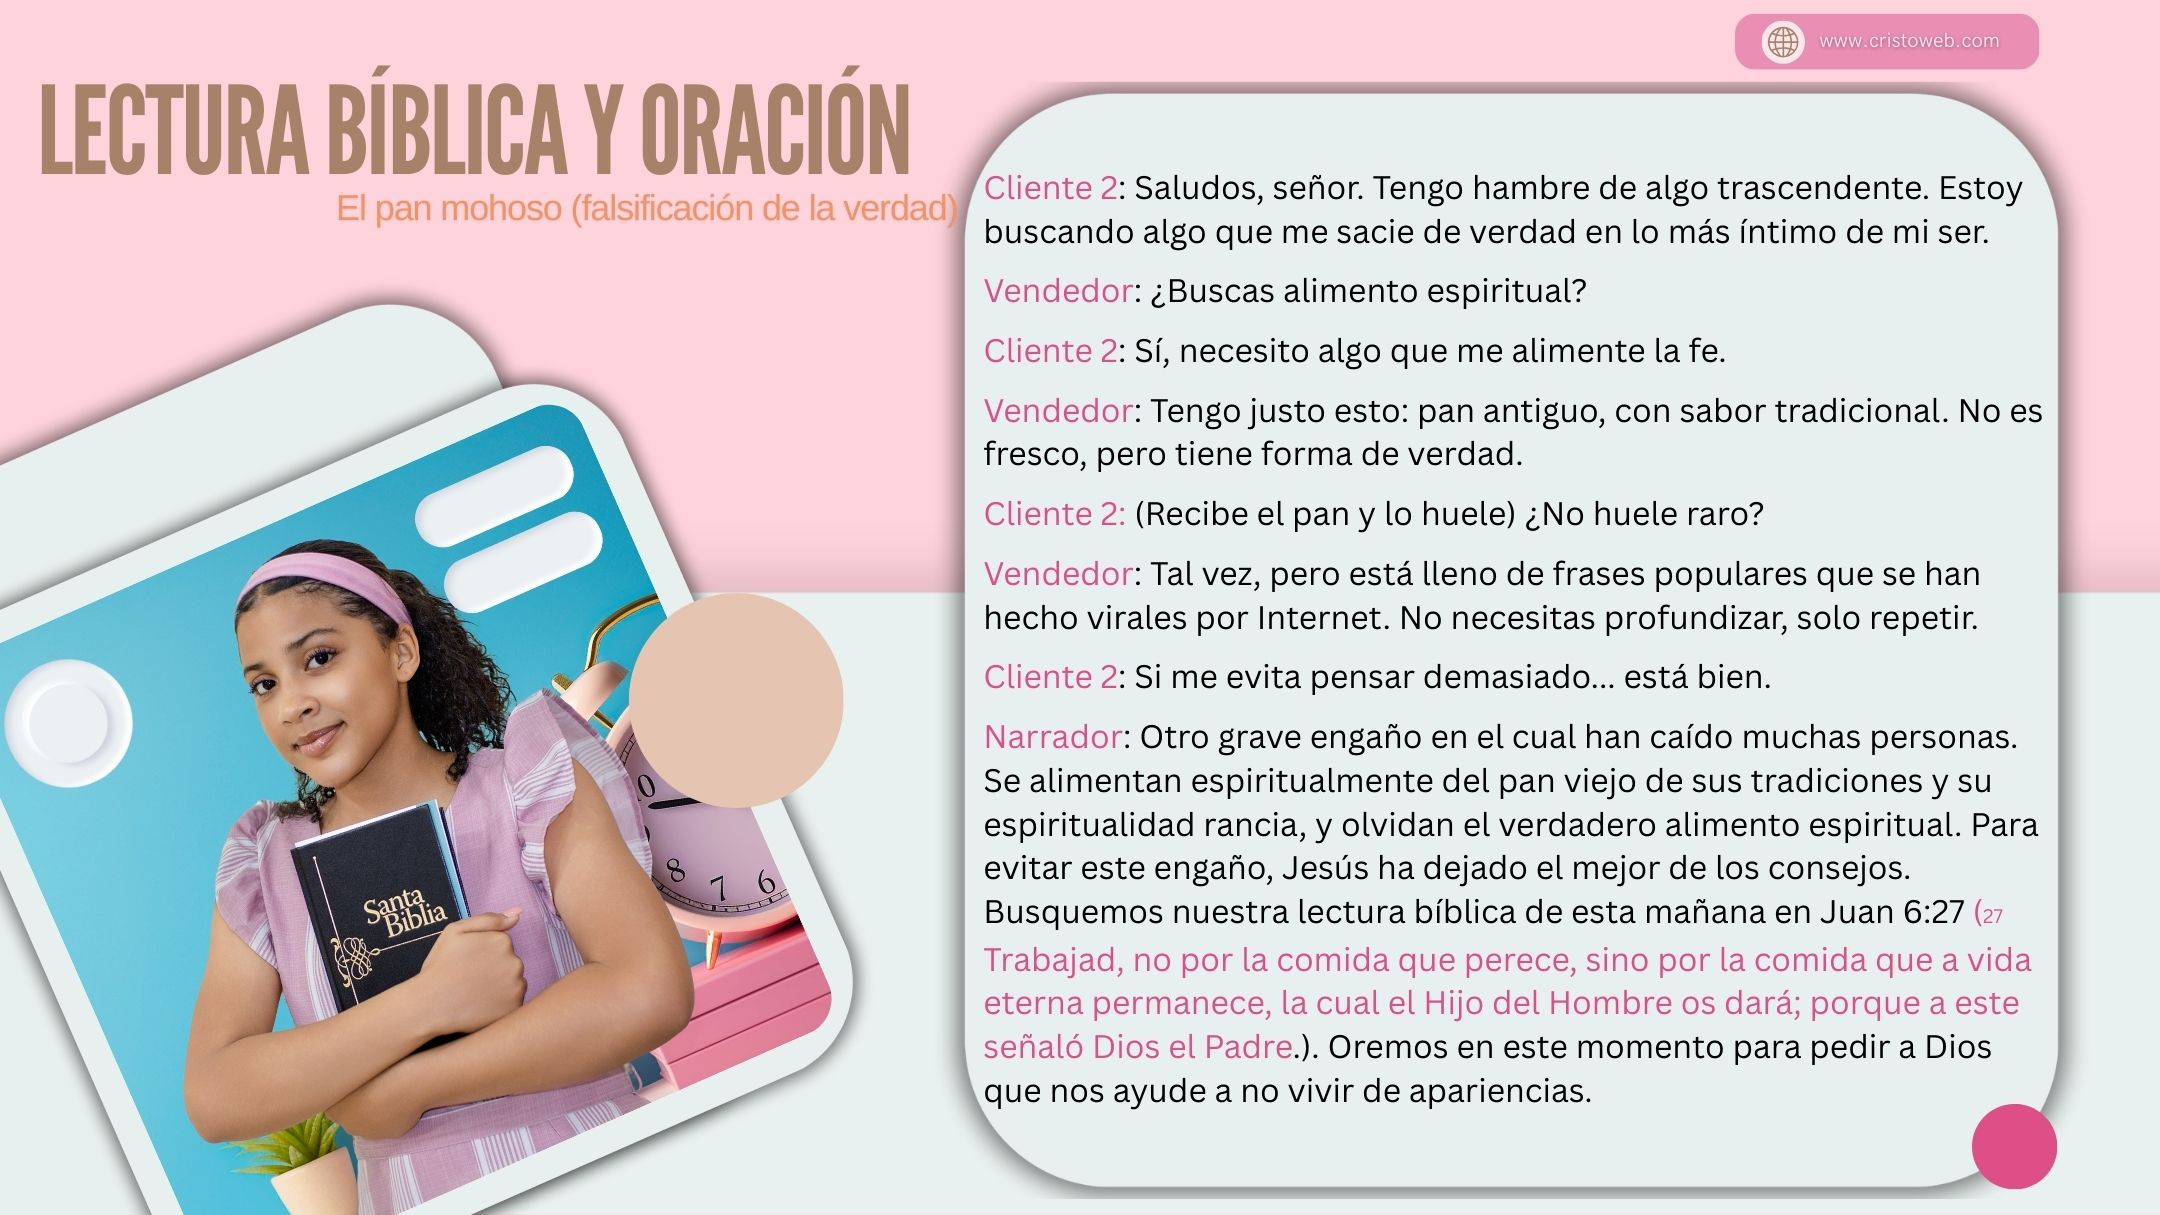 www.cristoweb.com
LECTURA BÍBLICA Y ORACIÓN
El pan mohoso (falsificación de la verdad)
Cliente 2: Saludos, señor. Tengo hambre de algo trascendente. Estoy
buscando algo que me sacie de verdad en lo más íntimo de mi ser.
Vendedor: ¿Buscas alimento espiritual?
Cliente 2: Sí, necesito algo que me alimente la fe.
Vendedor: Tengo justo esto: pan antiguo, con sabor tradicional. No es
fresco, pero tiene forma de verdad.
Cliente 2: (Recibe el pan y lo huele) ¿No huele raro?
Vendedor: Tal vez, pero está lleno de frases populares que se han
hecho virales por Internet. No necesitas profundizar, solo repetir.
Cliente 2: Si me evita pensar demasiado... está bien.
Narrador: Otro grave engaño en el cual han caído muchas personas.
Se alimentan espiritualmente del pan viejo de sus tradiciones y su
espiritualidad rancia, y olvidan el verdadero alimento espiritual. Para
evitar este engaño, Jesús ha dejado el mejor de los consejos.
Busquemos nuestra lectura bíblica de esta mañana en Juan 6:27 (27
Trabajad, no por la comida que perece, sino por la comida que a vida
eterna permanece, la cual el Hijo del Hombre os dará; porque a este
señaló Dios el Padre.). Oremos en este momento para pedir a Dios
que nos ayude a no vivir de apariencias.
Santa
Biblia
10
8
7
6